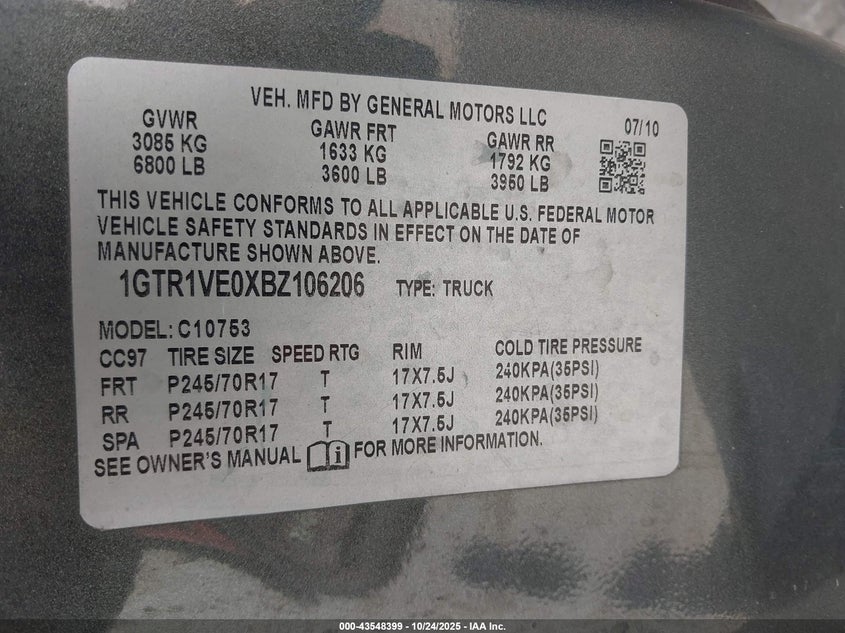 VEH. MFD BY GENERAL MOTORS LLC
GVWR GAWR FRT GAWR RR 07/10
3085 KG 1633 KG 1792 KG
6800 LB 3600 LB 3950 LB
THIS VEHICLE CONFORMS TO ALL APPLICABLE U.S. FEDERAL MOTOR
VEHICLE SAFETY STANDARDS IN EFFECT ON THE DATE OF
MANUFACTURE SHOWN ABOVE.
1GTR1VE0XBZ106206 TYPE: TRUCK
MODEL: C10753
CC97 TIRE SIZE SPEED RTG RIM COLD TIRE PRESSURE
FRT P245/70R17 T 17X7.5J 240KPA(35PSI)
RR P245/70R17 T 17X7.5J 240KPA(35PSI)
SPA P245/70R17 T 17X7.5J 240KPA(35PSI)
SEE OWNER'S MANUAL i FOR MORE INFORMATION.
000-43548399 - 10/24/2025 - IAA Inc.